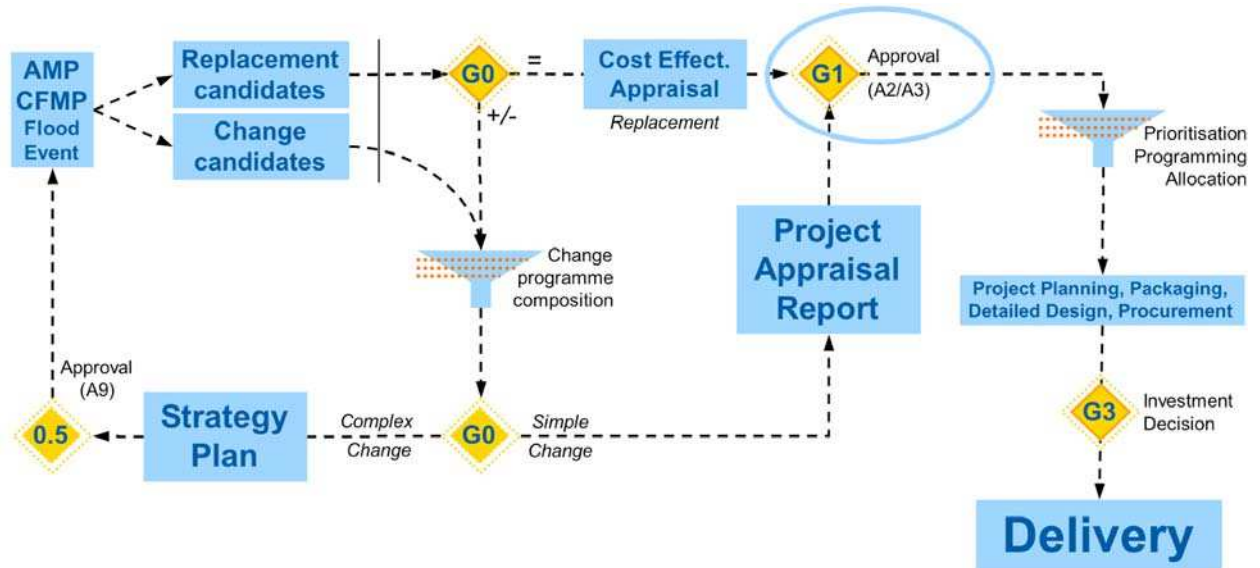 AMP
CFMP
Flood
Event
Replacement
candidates
Change
candidates
G0
=
+/-
Cost Effect.
Appraisal
Replacement
G1
Approval
(A2/A3)
Prioritisation
Programming
Allocation
Change
programme
composition
Project
Appraisal
Report
Project Planning, Packaging,
Detailed Design, Procurement
Approval
(A9)
0.5
Strategy
Plan
Complex
Change
G0
Simple
Change
G3
Investment
Decision
Delivery